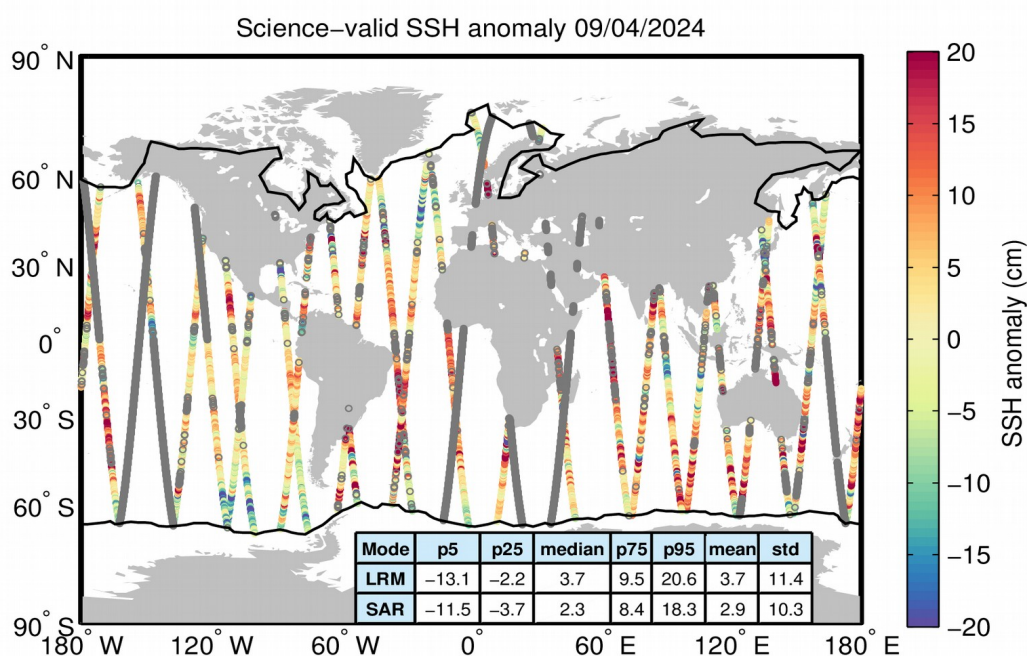 Science−valid SSH anomaly 09/04/2024
90° N
60° N
30° N
0°
30° S
60° S
90° S
180° W
120° W
60° W
0°
60° E
120° E
180° E
Mode p5 p25 median p75 p95 mean std
LRM −13.1 −2.2 3.7 9.5 20.6 3.7 11.4
SAR −11.5 −3.7 2.3 8.4 18.3 2.9 10.3
20
15
10
5
0
−5
−10
−15
−20
SSH anomaly (cm)